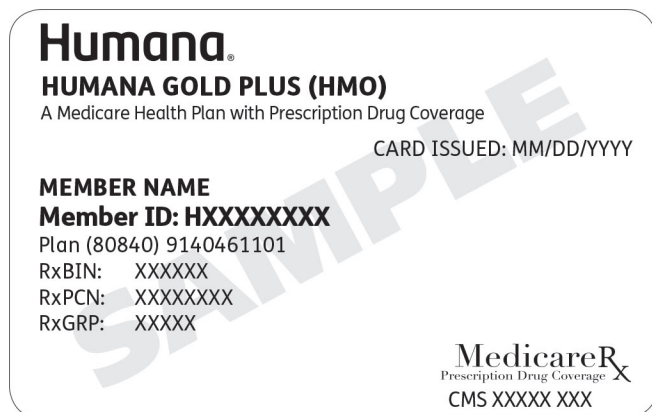 Humana®
HUMANA GOLD PLUS (HMO)
A Medicare Health Plan with Prescription Drug Coverage
CARD ISSUED: MM/DD/YYYY
MEMBER NAME
Member ID: HXXXXXXXX
Plan (80840) 9140461101
RxBIN: XXXXXX
RxPCN: XXXXXXXX
RxGRP: XXXXX
SAMPLE
MedicareRx
Prescription Drug Coverage
CMS XXXXX XXX